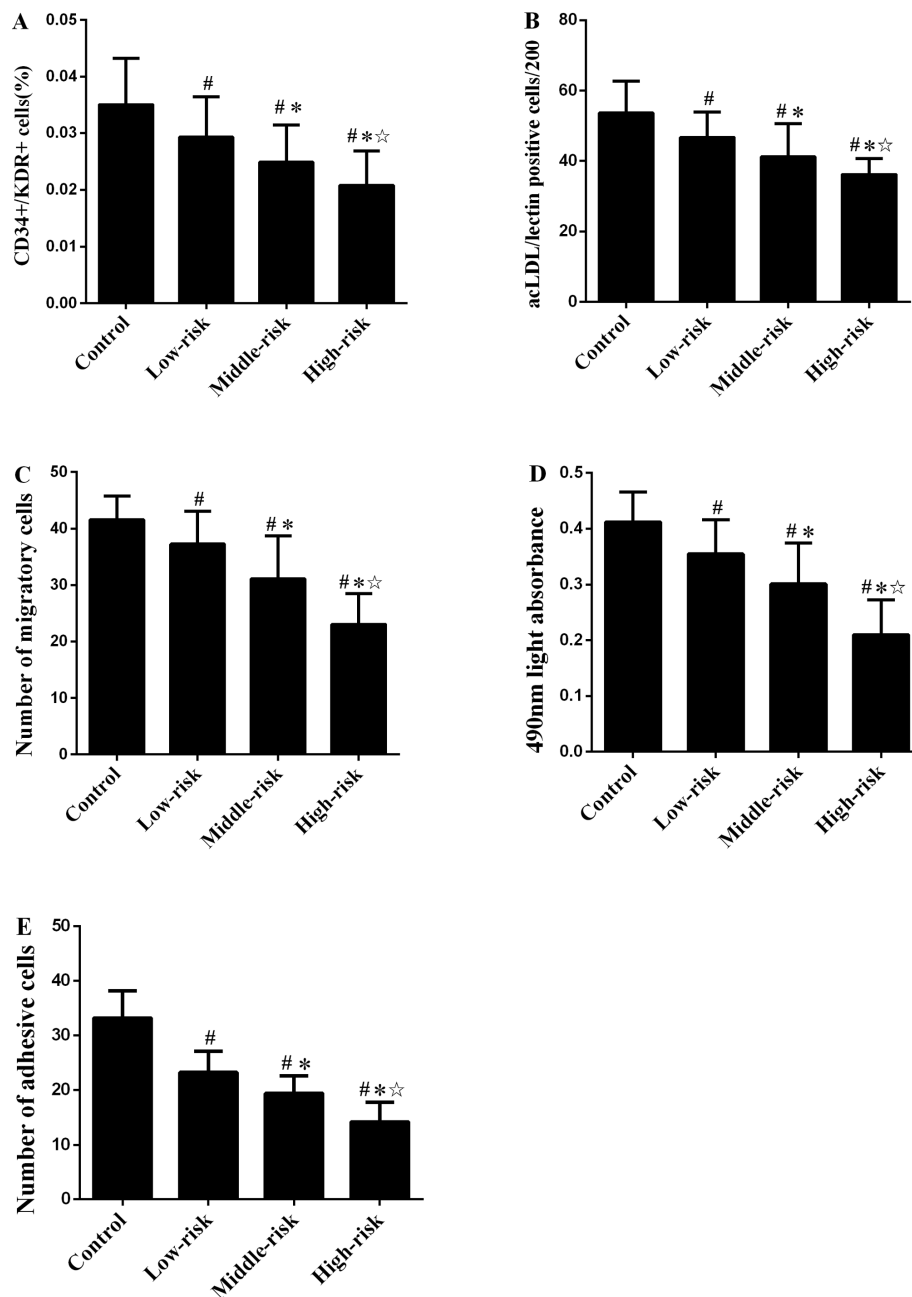 A
CD34+/KDR+ cells(%)
0.05
0.04
0.03
0.02
0.01
0.00
#
# *
# * ☆
Control
Low-risk
Middle-risk
High-risk
B
acLDL/lectin positive cells/200
80
60
40
20
0
#
# *
# * ☆
Control
Low-risk
Middle-risk
High-risk
C
Number of migratory cells
50
40
30
20
10
0
#
# *
# * ☆
Control
Low-risk
Middle-risk
High-risk
D
490nm light absorbance
0.5
0.4
0.3
0.2
0.1
0.0
#
# *
# * ☆
Control
Low-risk
Middle-risk
High-risk
E
Number of adhesive cells
50
40
30
20
10
0
#
# *
# * ☆
Control
Low-risk
Middle-risk
High-risk